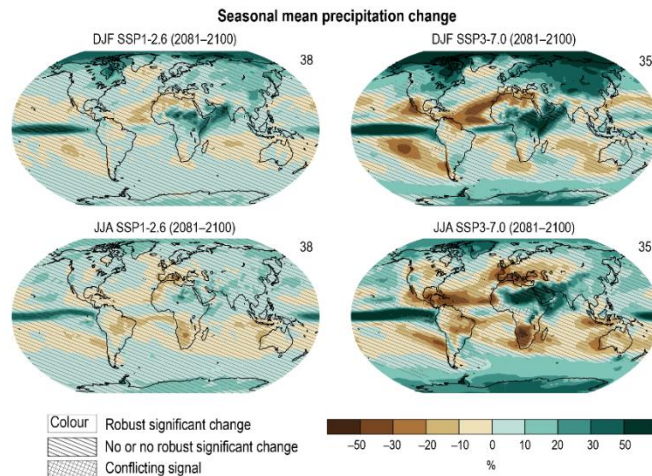 Seasonal mean precipitation change
DJF SSP1-2.6 (2081–2100)
38
DJF SSP3-7.0 (2081–2100)
35
JJA SSP1-2.6 (2081–2100)
38
JJA SSP3-7.0 (2081–2100)
35
Colour Robust significant change
No or no robust significant change
Conflicting signal
–50 –30 –20 –10 0 10 20 30 50
%